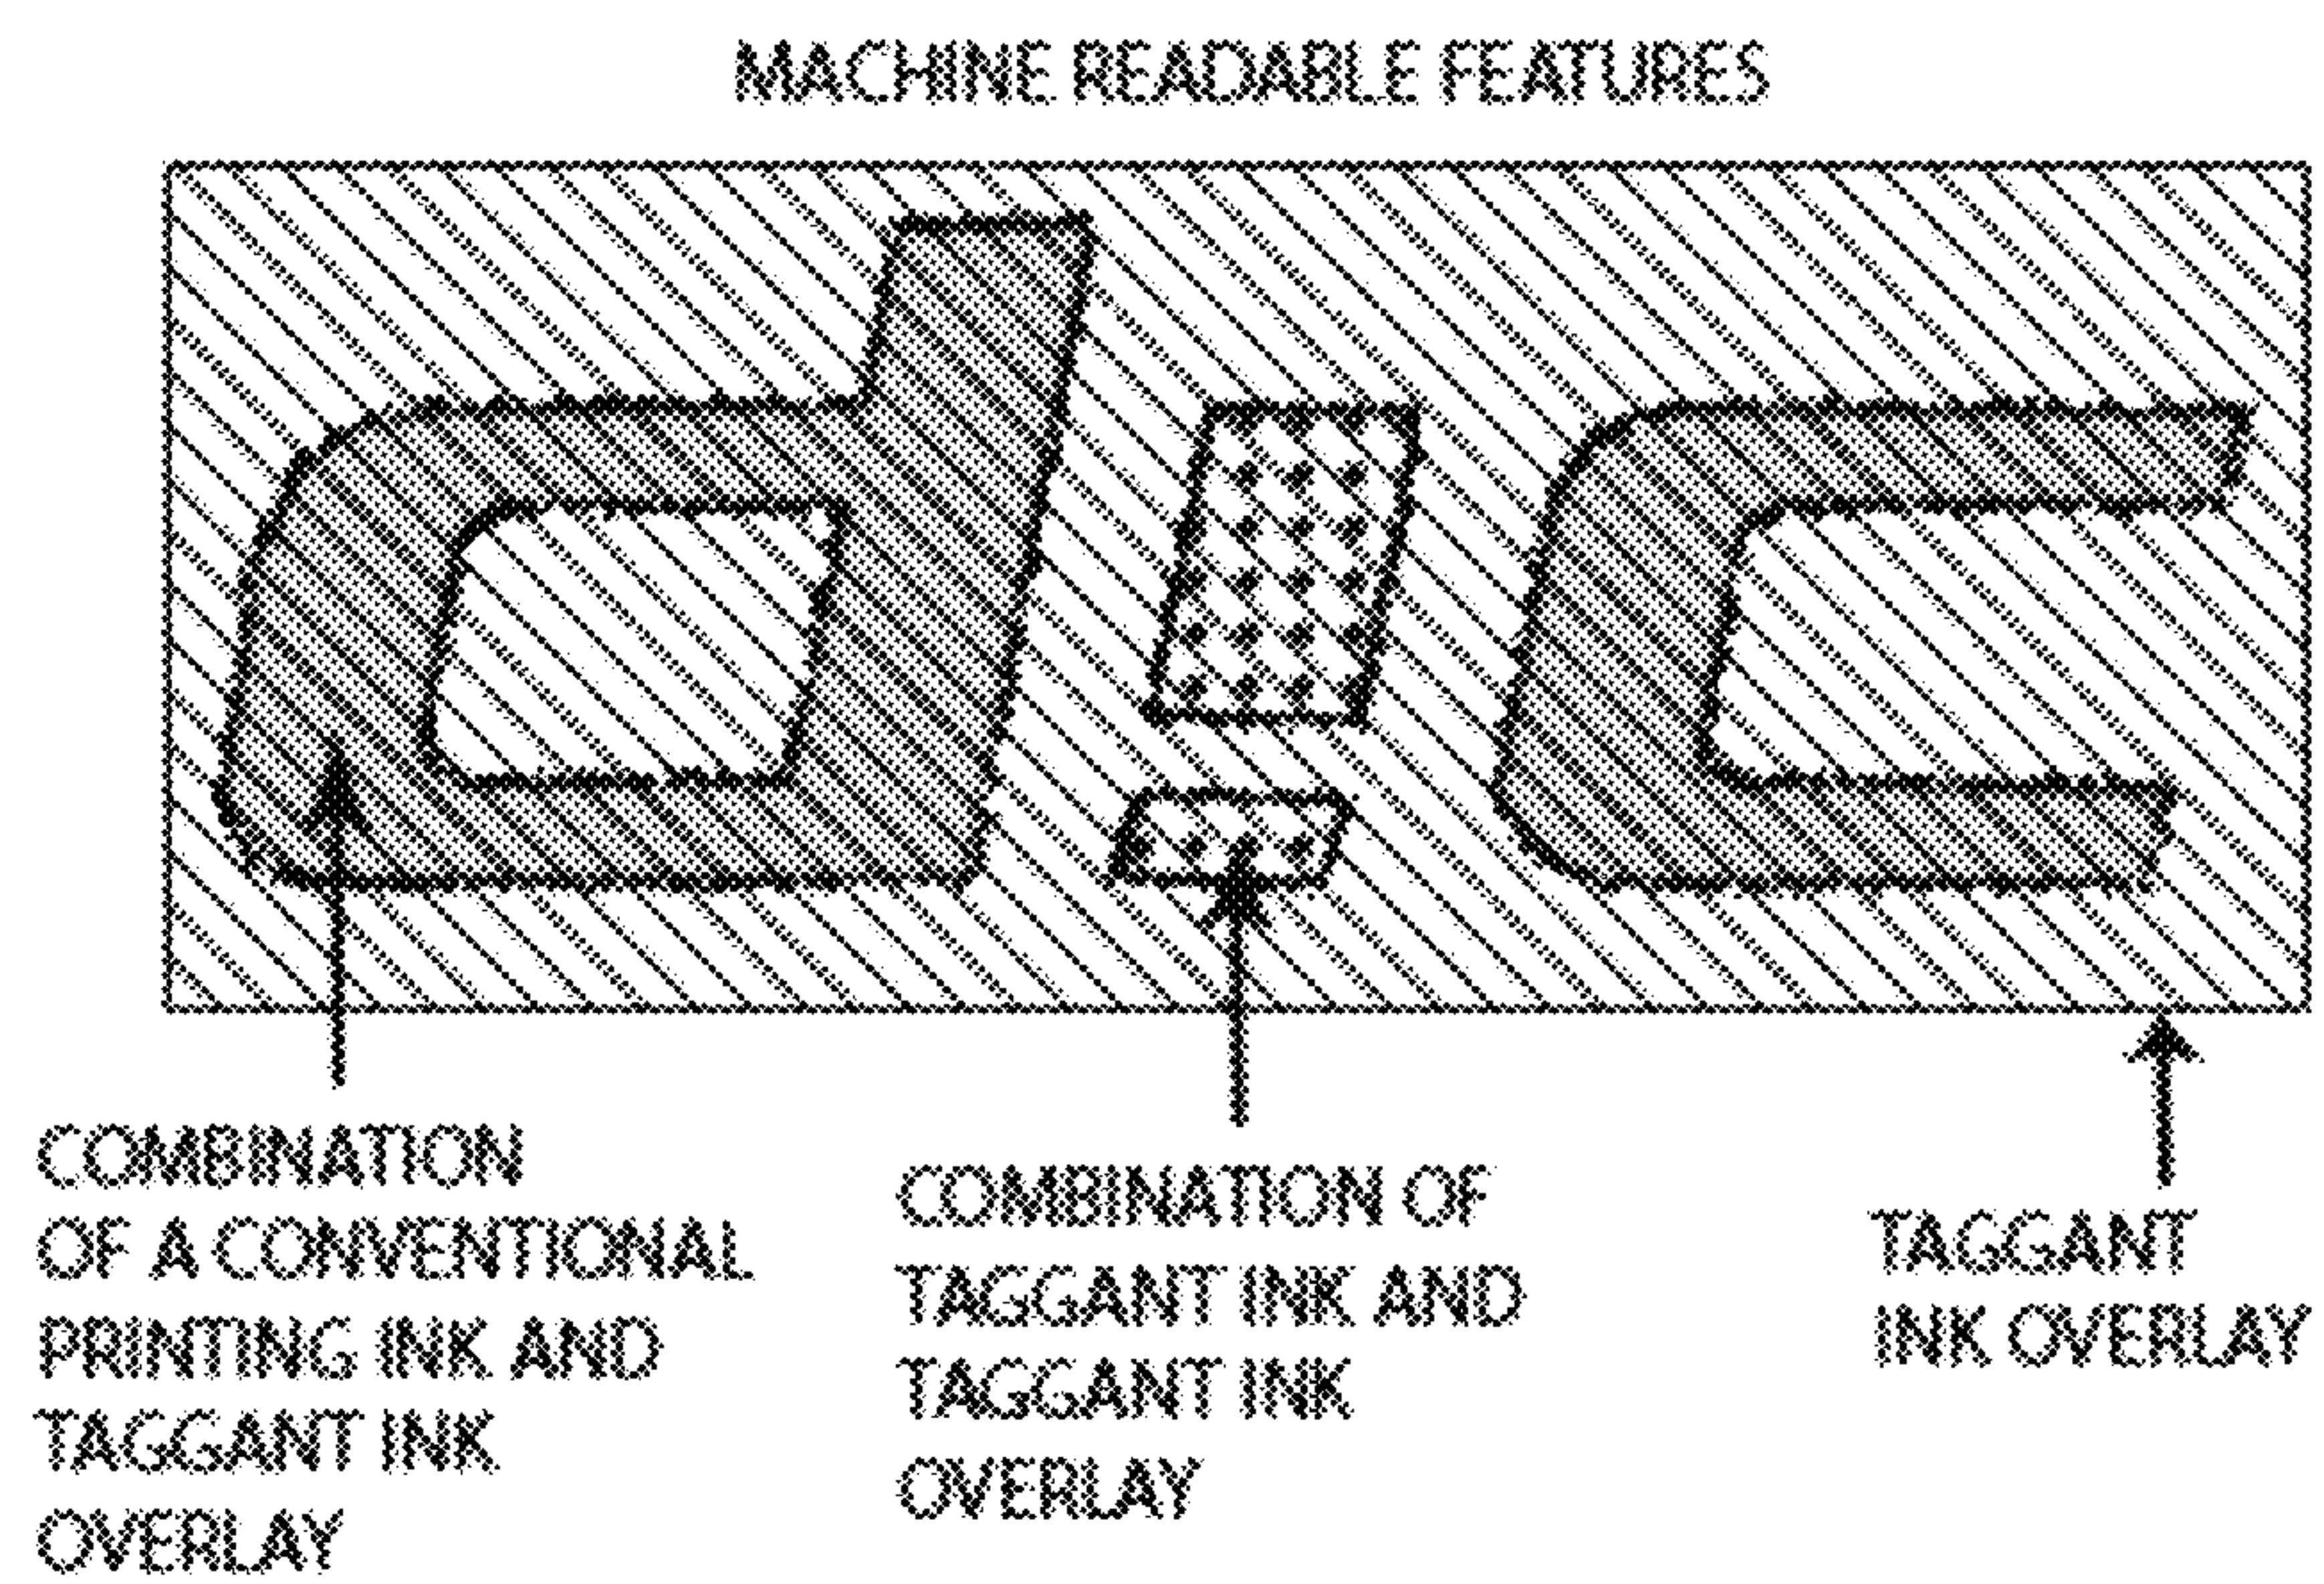 MACHINE READABLE FEATURES
COMBINATION
OF A CONVENTIONAL
PRINTING INK AND
TAGGANT INK
OVERLAY
COMBINATION OF
TAGGANT INK AND
TAGGANT INK
OVERLAY
TAGGANT
INK OVERLAY